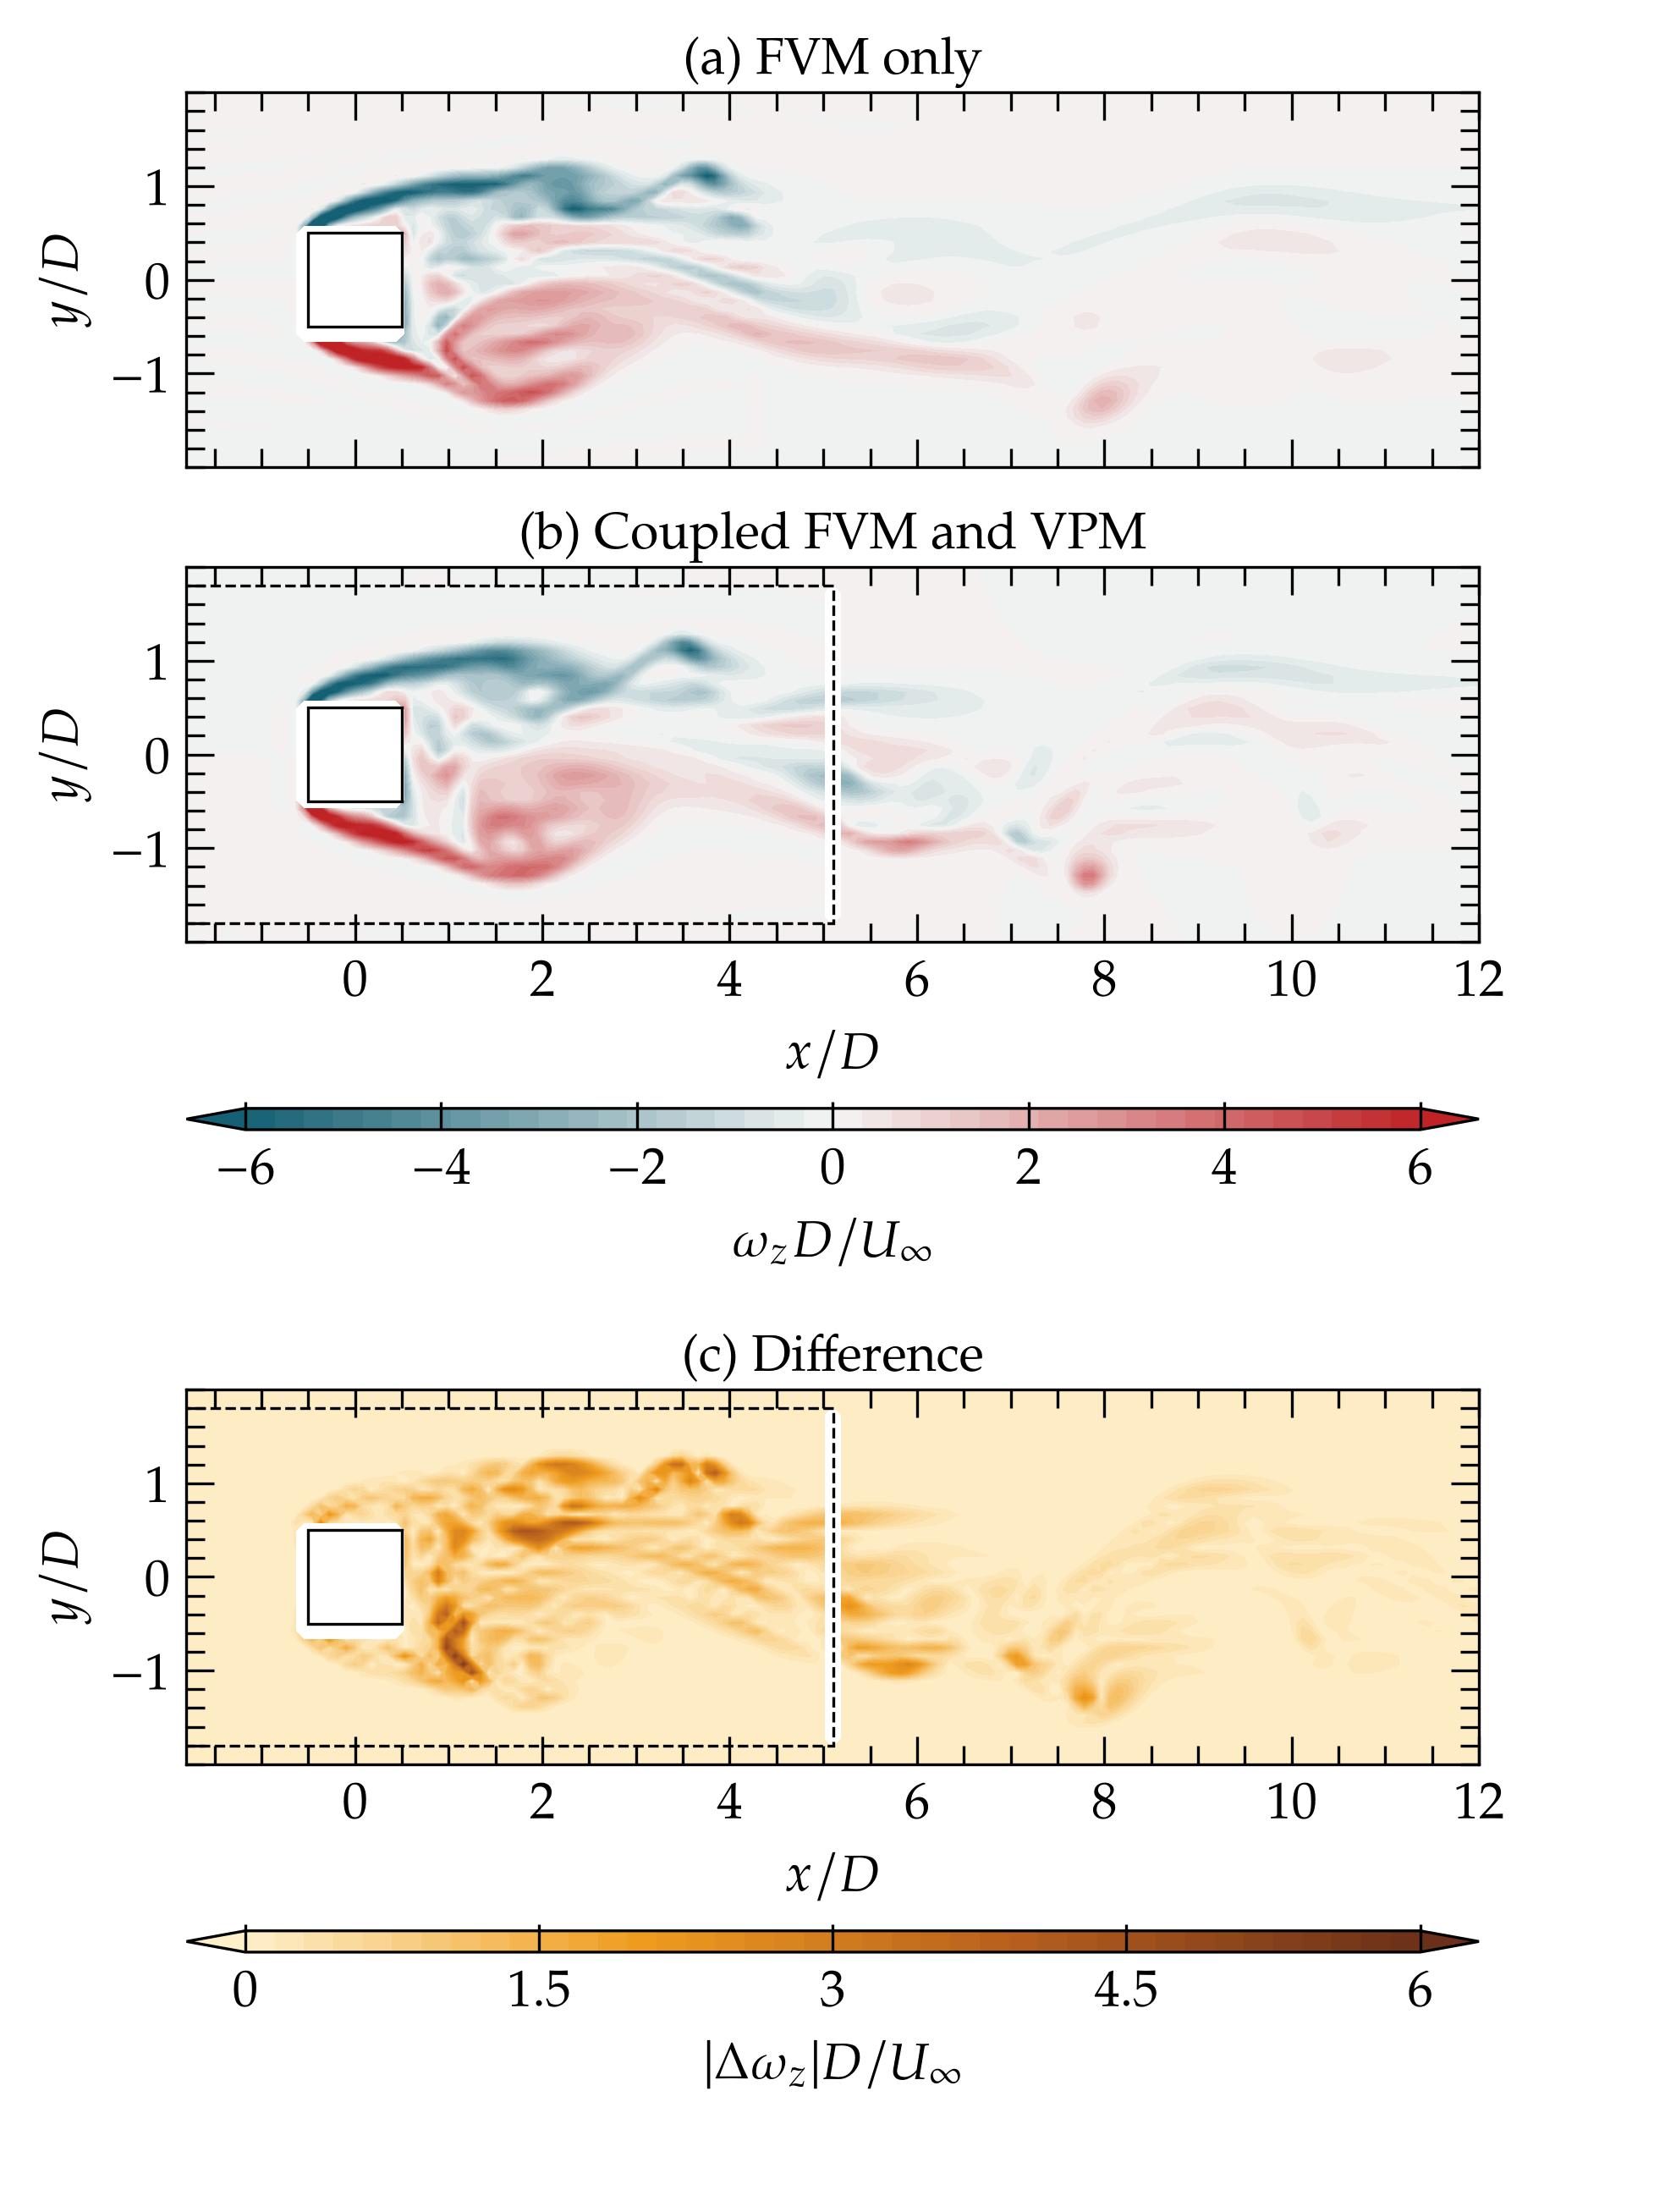 (a) FVM only
y/D
1
0
−1
(b) Coupled FVM and VPM
y/D
1
0
−1
0 2 4 6 8 10 12
x/D
−6 −4 −2 0 2 4 6
ω_z D/U_∞
(c) Difference
y/D
1
0
−1
0 2 4 6 8 10 12
x/D
0 1.5 3 4.5 6
|Δω_z|D/U_∞